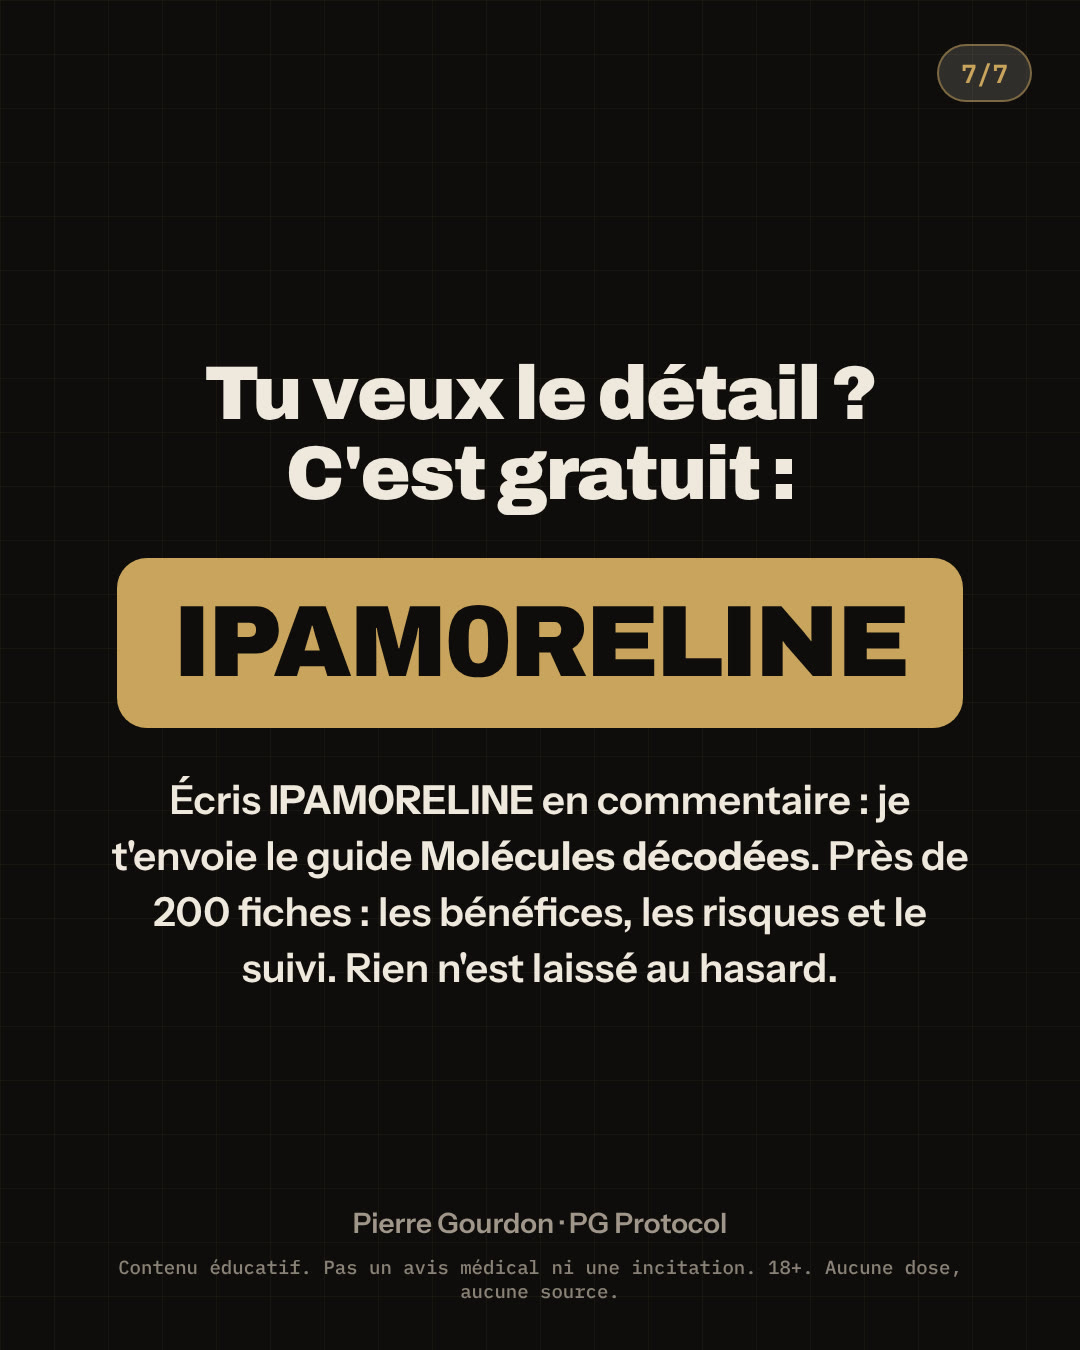 7/7
Tu veux le détail ?
C'est gratuit :
IPAM0RELINE
Écris IPAM0RELINE en commentaire : je
t'envoie le guide Molécules décodées. Près de
200 fiches : les bénéfices, les risques et le
suivi. Rien n'est laissé au hasard.
Pierre Gourdon · PG Protocol
Contenu éducatif. Pas un avis médical ni une incitation. 18+. Aucune dose,
aucune source.